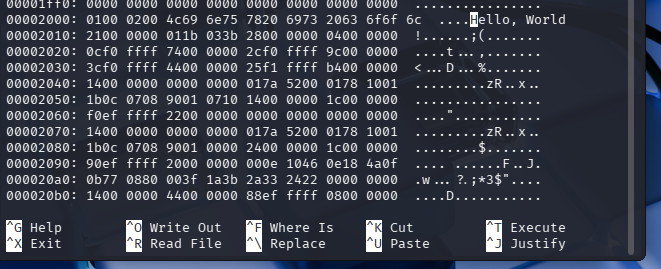 00001ff0: 0000 0000 0000 0000 0000 0000 0000 0000  ................
00002000: 0100 0200 4c69 6e75 7820 6973 2063 6f6f 6c  ....Hello, World
00002010: 2100 0000 011b 033b 2800 0000 0400 0000  !......;(.......
00002020: 0cf0 ffff 7400 0000 2cf0 ffff 9c00 0000  ....t...,.......
00002030: 3cf0 ffff 4400 0000 25f1 ffff b400 0000  <...D...%.......
00002040: 1400 0000 0000 0000 017a 5200 0178 1001  .........zR..x..
00002050: 1b0c 0708 9001 0710 1400 0000 1c00 0000  ................
00002060: f0ef ffff 2200 0000 0000 0000 0000 0000  ...."...........
00002070: 1400 0000 0000 0000 017a 5200 0178 1001  .........zR..x..
00002080: 1b0c 0708 9001 0000 2400 0000 1c00 0000  ........$.......
00002090: 90ef ffff 2000 0000 000e 1046 0e18 4a0f  .... ......F..J.
000020a0: 0b77 0880 003f 1a3b 2a33 2422 0000 0000  .w...?.;*3$"....
000020b0: 1400 0000 4400 0000 88ef ffff 0800 0000  ....D...........
^G Help ^O Write Out ^F Where Is ^K Cut ^T Execute
^X Exit ^R Read File ^\ Replace ^U Paste ^J Justify